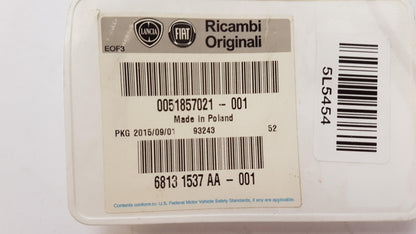 LANCIA
FIAT
Ricambi
Originali
EOF3
0051857021 -001
Made in Poland
PKG 2015/09/01 93243 52
6813 1537 AA -001
Contents conform to U.S. Federal Motor Vehicle Safety Standards, if any are applicable.
5L5454